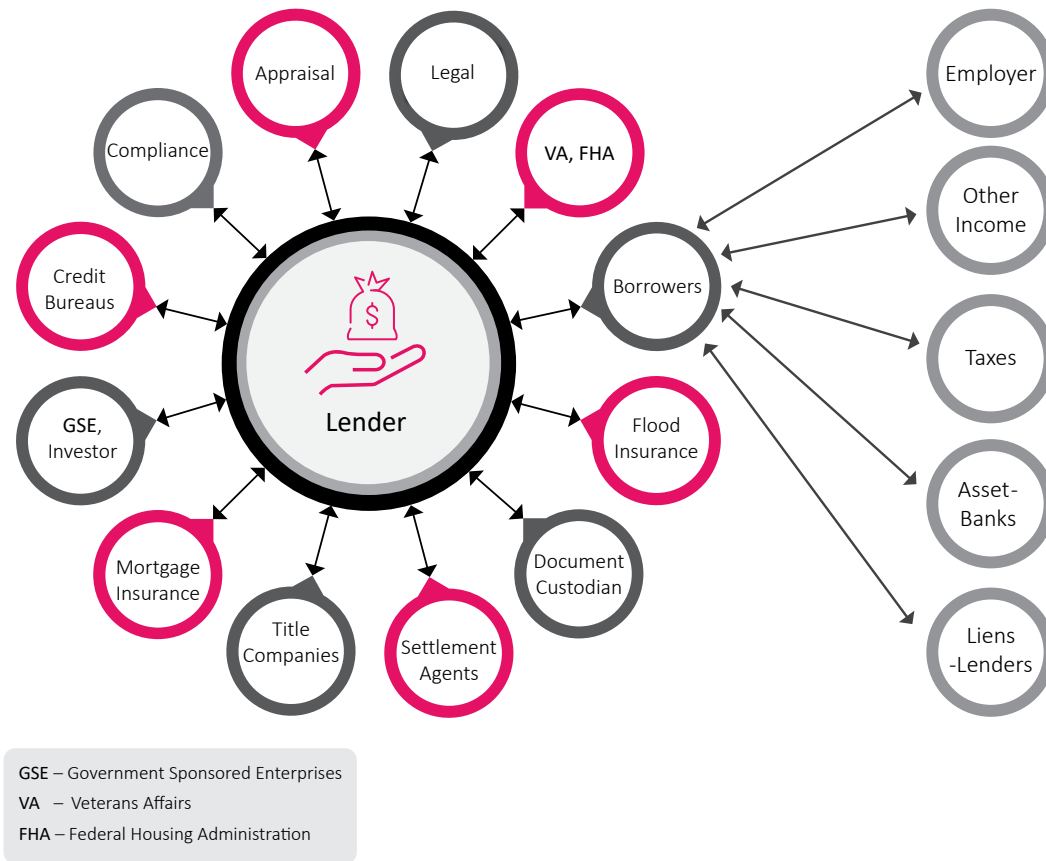 Appraisal
Legal
Compliance
VA, FHA
Credit
Bureaus
Borrowers
$
Lender
GSE,
Investor
Flood
Insurance
Mortgage
Insurance
Document
Custodian
Title
Companies
Settlement
Agents
Employer
Other
Income
Taxes
Asset-
Banks
Liens
-Lenders
GSE – Government Sponsored Enterprises
VA – Veterans Affairs
FHA – Federal Housing Administration